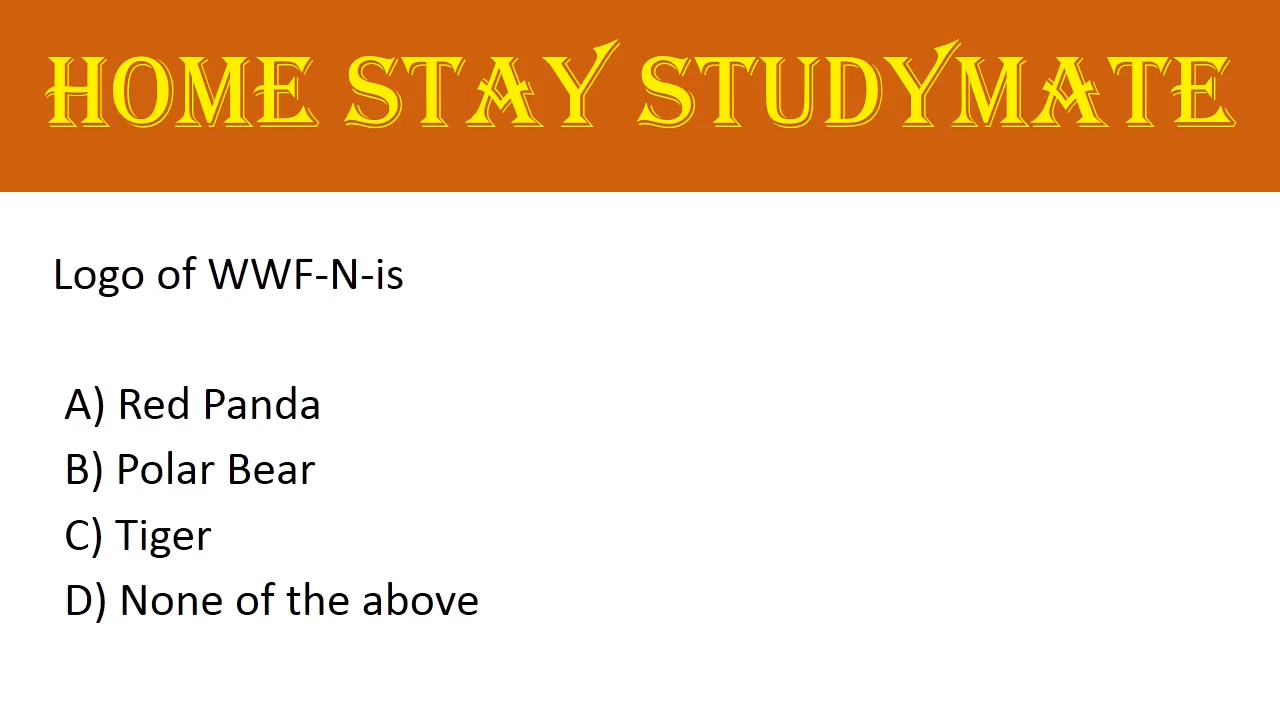 HOME STAY STUDYMATE
Logo of WWF-N-is
A) Red Panda
B) Polar Bear
C) Tiger
D) None of the above